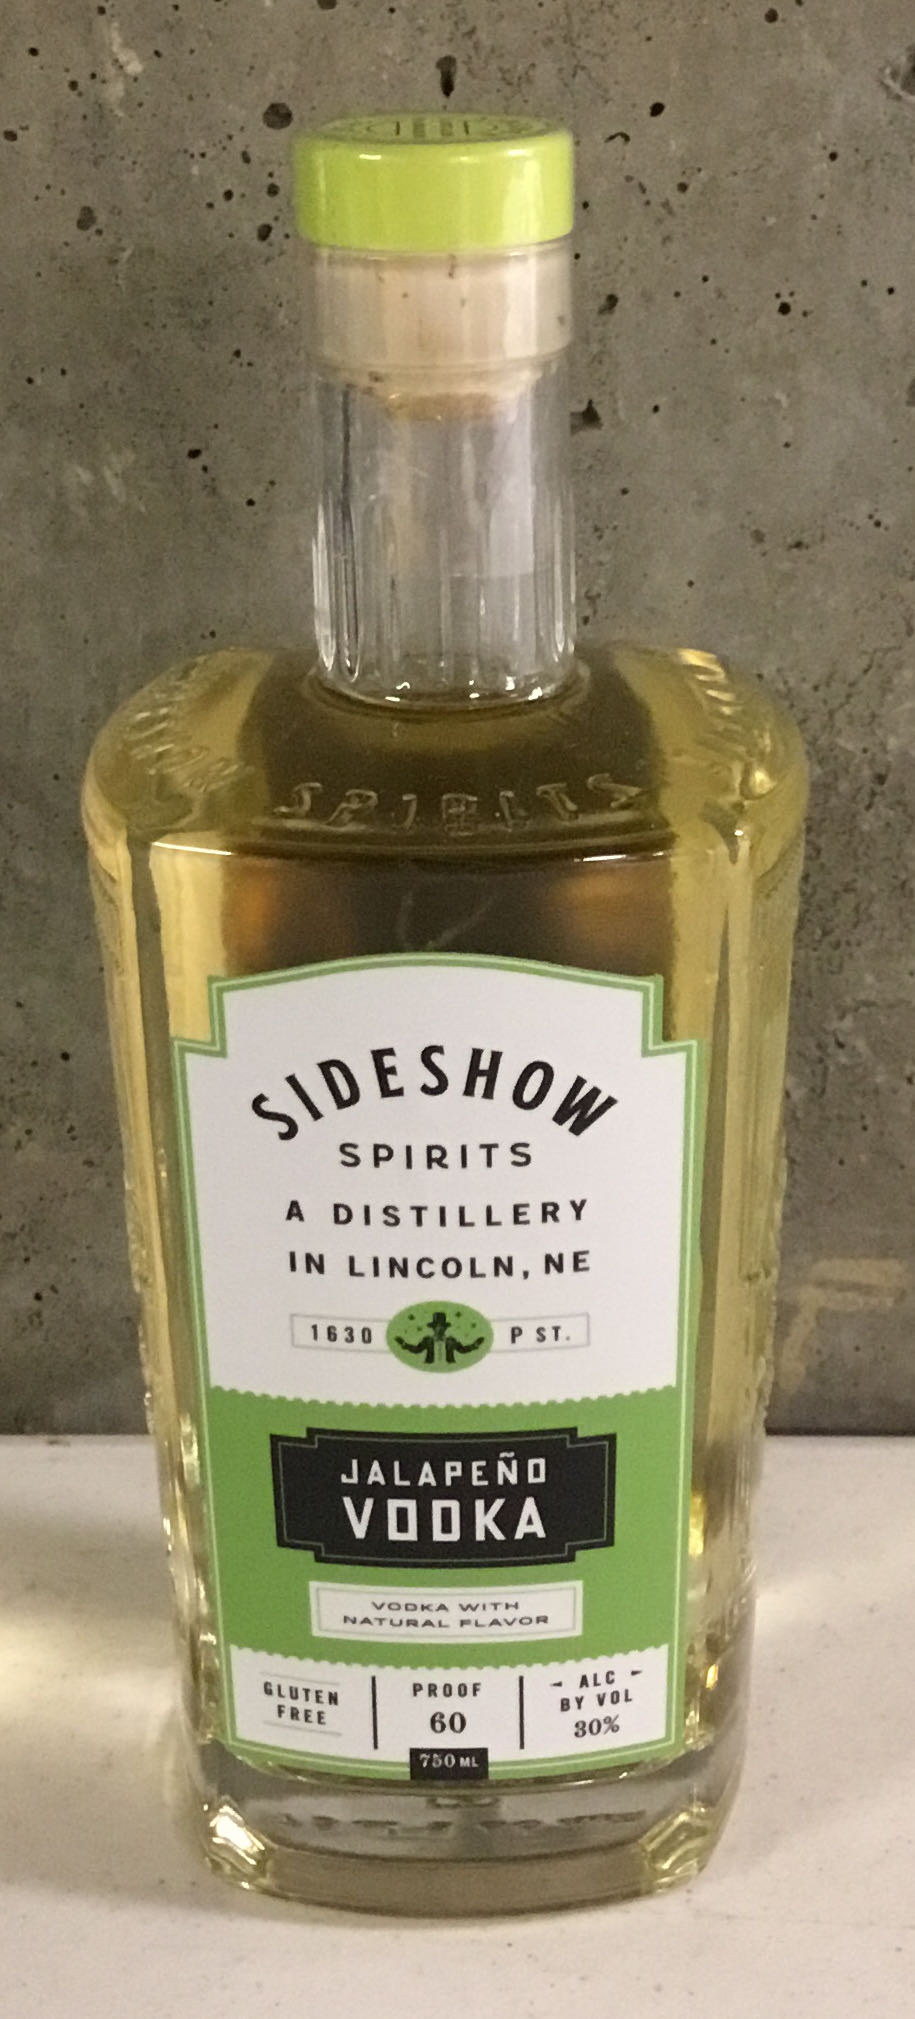 SPIRITS
SIDESHOW
SPIRITS
A DISTILLERY
IN LINCOLN, NE
1630 P ST.
JALAPEÑO
VODKA
VODKA WITH
NATURAL FLAVOR
GLUTEN
FREE
PROOF
60
- ALC -
BY VOL
30%
750 ML